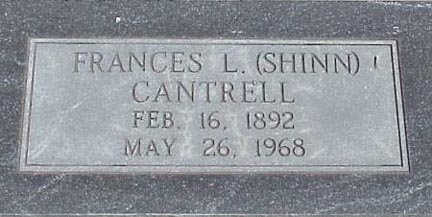 FRANCES L. (SHINN)
CANTRELL
FEB. 16, 1892
MAY 26, 1968